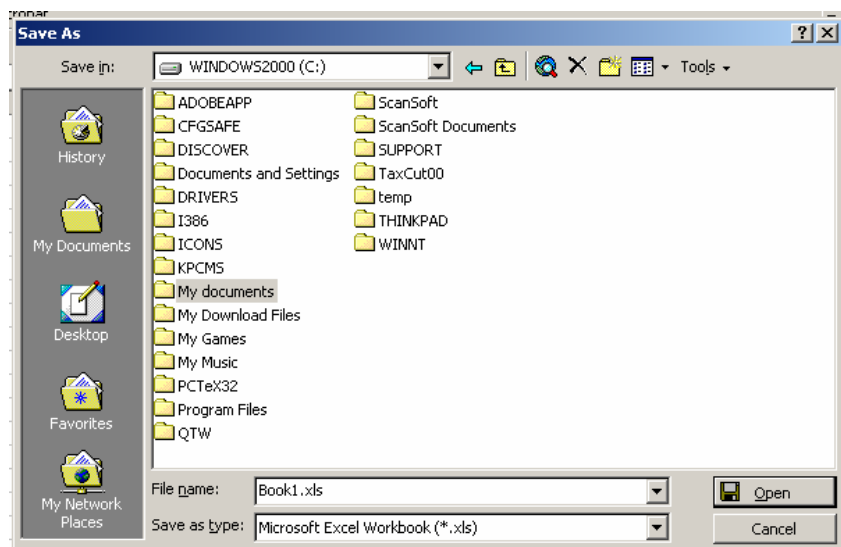 Save As
Save in:
WINDOWS2000 (C:)
Tools
History
My Documents
Desktop
Favorites
My Network
Places
ADOBEAPP
CFGSAFE
DISCOVER
Documents and Settings
DRIVERS
I386
ICONS
KPCMS
My documents
My Download Files
My Games
My Music
PCTeX32
Program Files
QTW
ScanSoft
ScanSoft Documents
SUPPORT
TaxCut00
temp
THINKPAD
WINNT
File name:
Book1.xls
Open
Save as type:
Microsoft Excel Workbook (*.xls)
Cancel